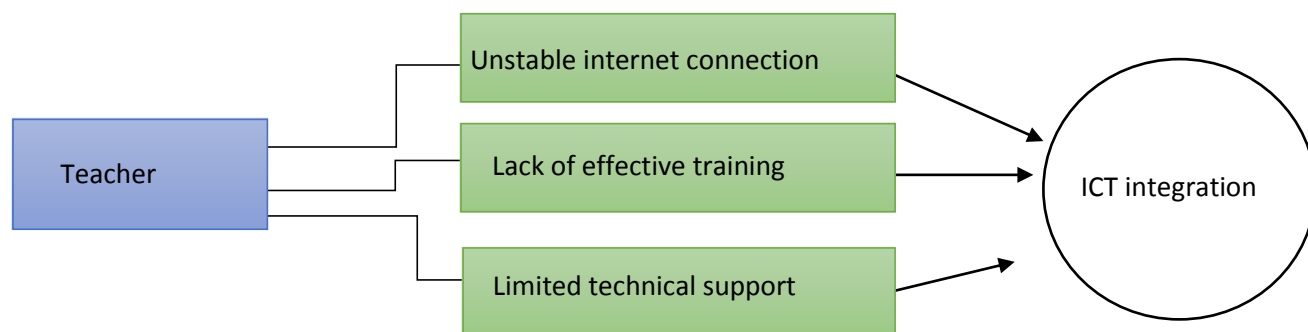 Unstable internet connection
Teacher
Lack of effective training
ICT integration
Limited technical support